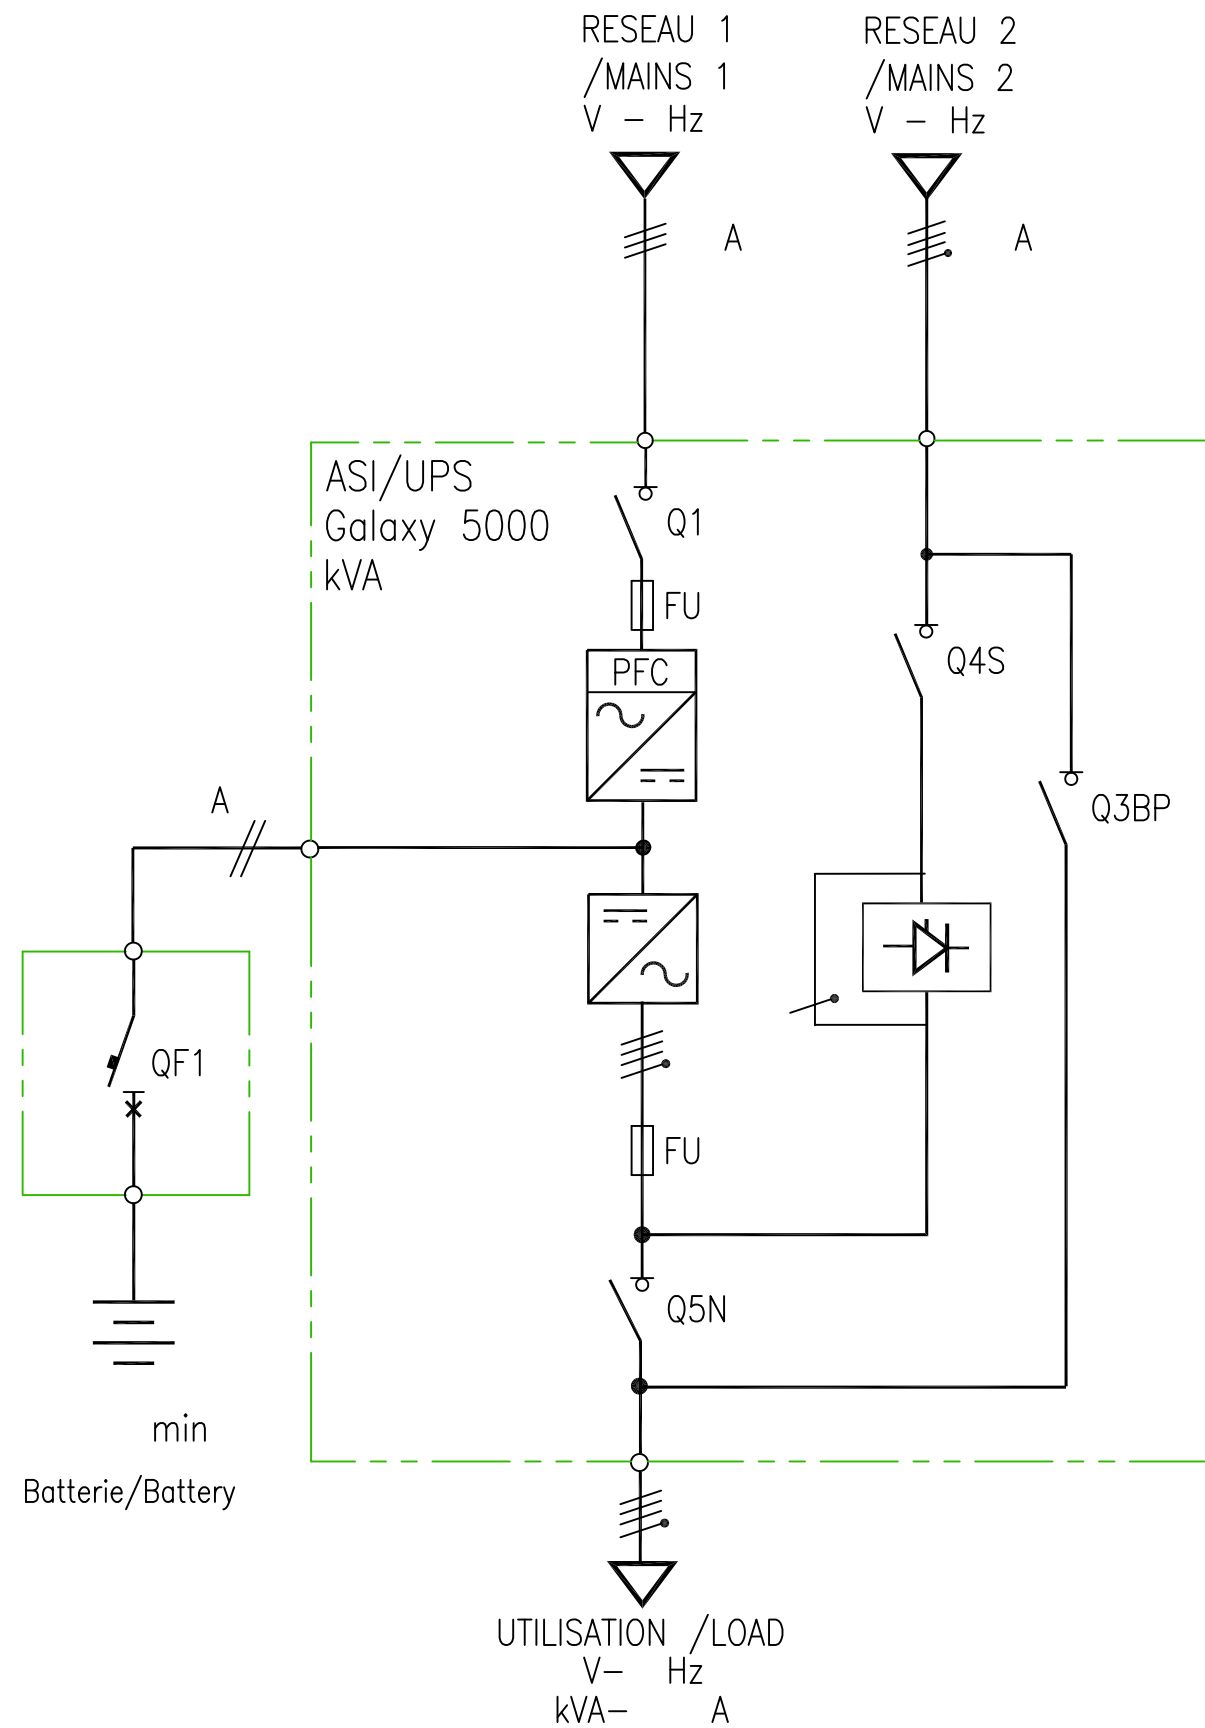 RESEAU 1
/MAINS 1
V - Hz
RESEAU 2
/MAINS 2
V - Hz
A
A
ASI/UPS
Galaxy 5000
kVA
Q1
FU
PFC
Q4S
Q3BP
A
QF1
FU
Q5N
min
Batterie/Battery
UTILISATION /LOAD
V- Hz
kVA- A